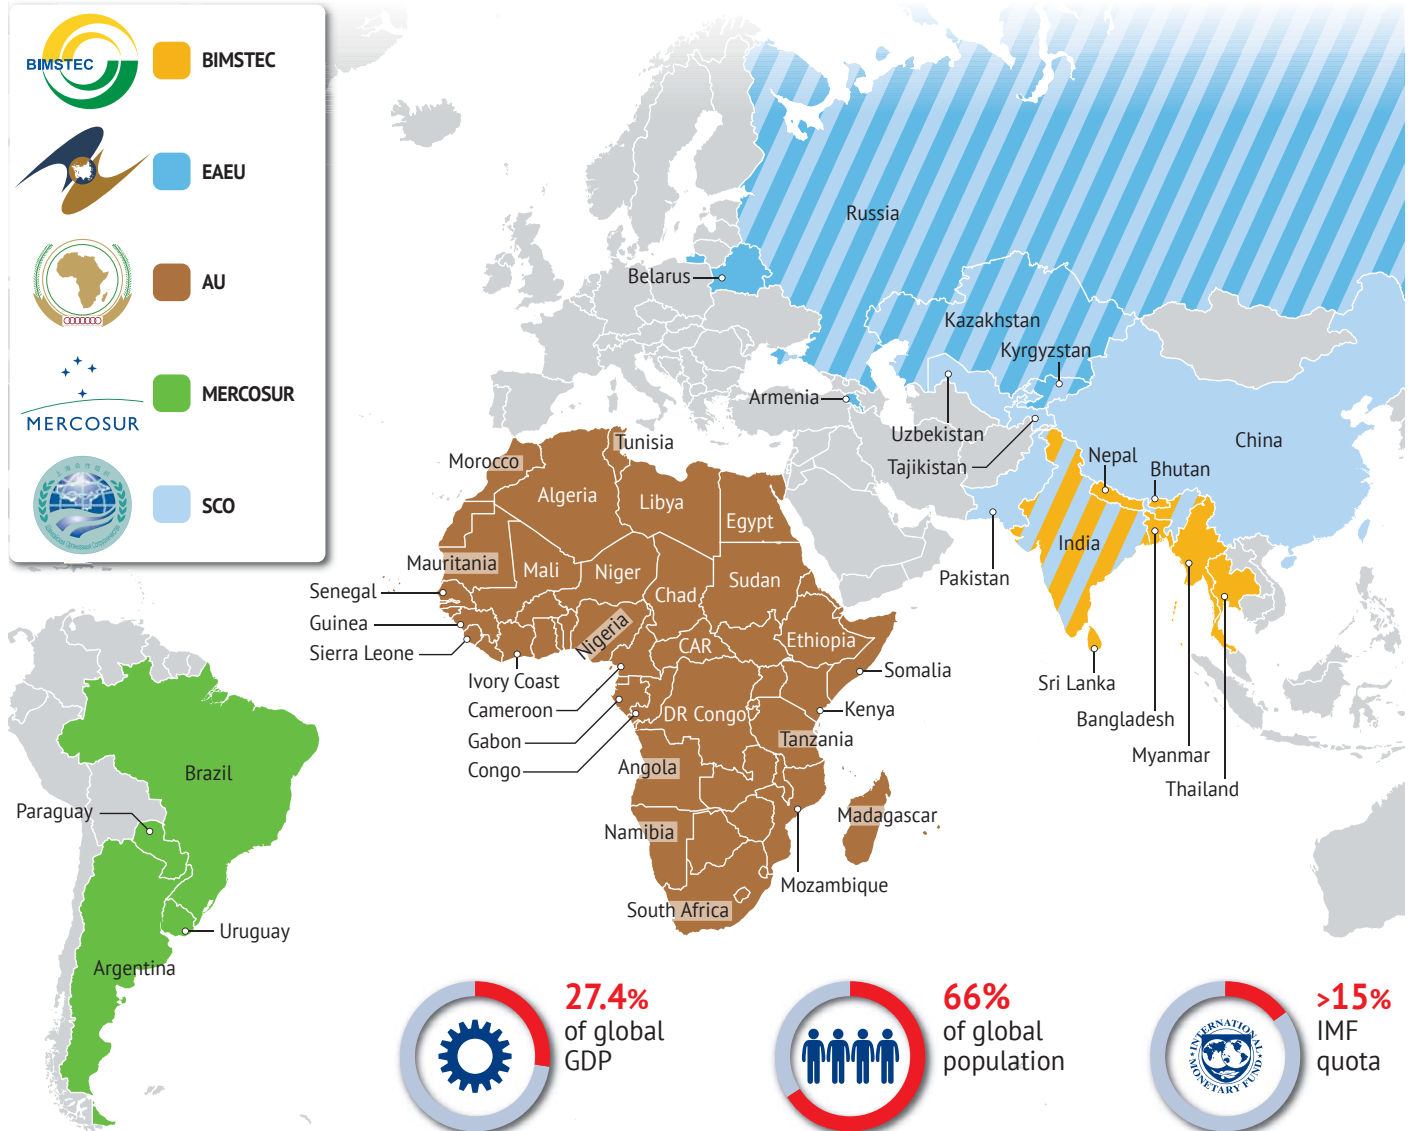 BIMSTEC
BIMSTEC
EAEU
AU
MERCOSUR
MERCOSUR
SCO
Russia
Belarus
Kazakhstan
Kyrgyzstan
Armenia
Uzbekistan
Tajikistan
China
Nepal
Bhutan
India
Pakistan
Sri Lanka
Bangladesh
Myanmar
Thailand
Tunisia
Morocco
Algeria
Libya
Egypt
Mauritania
Mali
Niger
Chad
Sudan
Senegal
Guinea
Sierra Leone
Nigeria
CAR
Ethiopia
Somalia
Ivory Coast
Cameroon
Gabon
Congo
DR Congo
Kenya
Tanzania
Angola
Namibia
Madagascar
Mozambique
South Africa
Brazil
Paraguay
Uruguay
Argentina
27.4%
of global
GDP
66%
of global
population
INTERNATIONAL
MONETARY FUND
>15%
IMF
quota